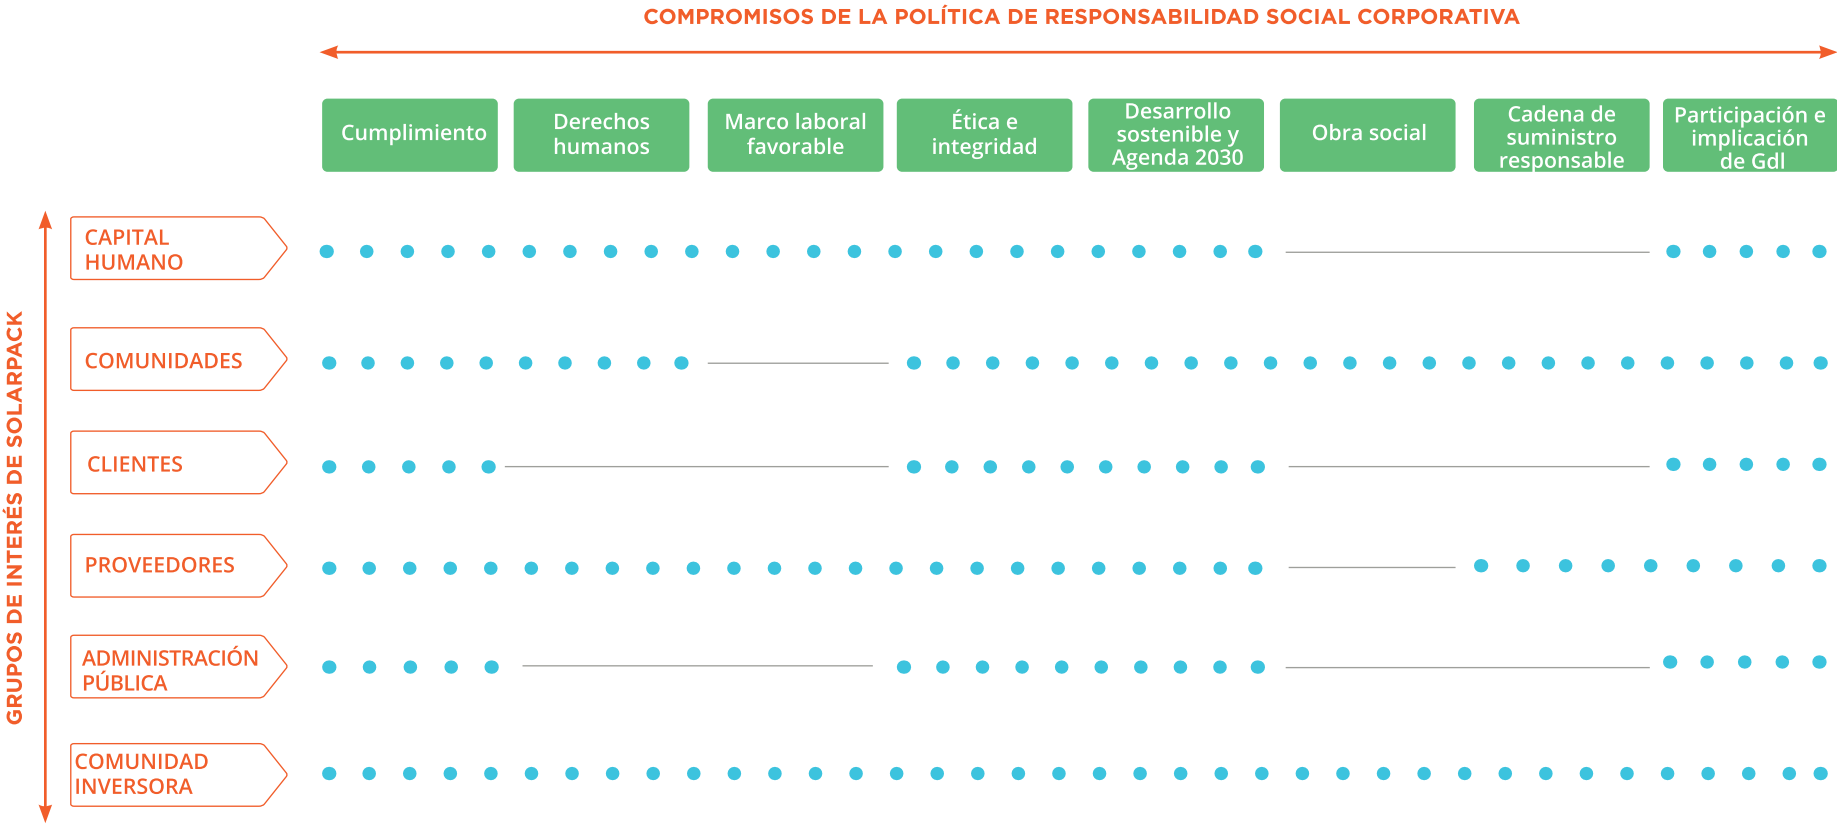 COMPROMISOS DE LA POLÍTICA DE RESPONSABILIDAD SOCIAL CORPORATIVA
Cumplimiento
Derechos
humanos
Marco laboral
favorable
Ética e
integridad
Desarrollo
sostenible y
Agenda 2030
Obra social
Cadena de
suministro
responsable
Participación e
implicación
de GdI
GRUPOS DE INTERÉS DE SOLARPACK
CAPITAL
HUMANO
COMUNIDADES
CLIENTES
PROVEEDORES
ADMINISTRACIÓN
PÚBLICA
COMUNIDAD
INVERSORA